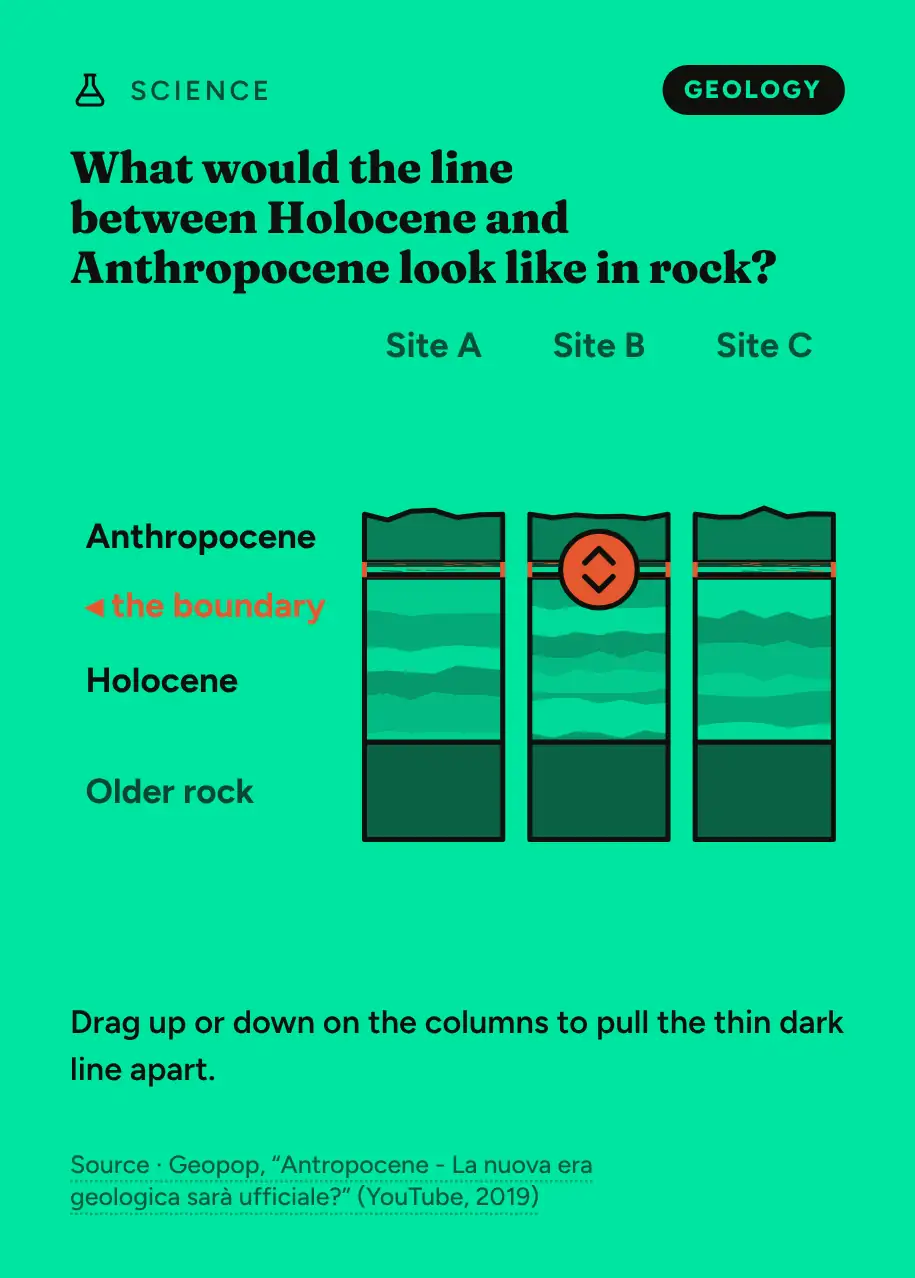 SCIENCE
GEOLOGY
What would the line
between Holocene and
Anthropocene look like in rock?
Site A
Site B
Site C
Anthropocene
◂ the boundary
Holocene
Older rock
Drag up or down on the columns to pull the thin dark
line apart.
Source · Geopop, “Antropocene - La nuova era
geologica sarà ufficiale?” (YouTube, 2019)